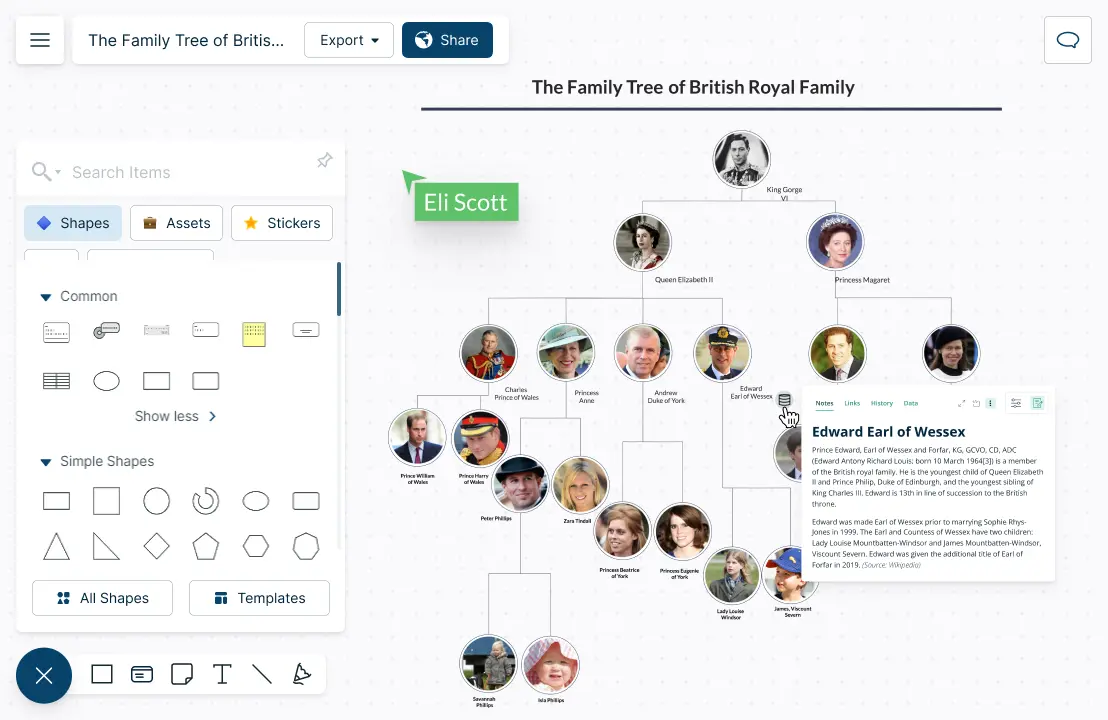 The Family Tree of Britis...
Export
Share
The Family Tree of British Royal Family
Search Items
Eli Scott
Shapes
Assets
Stickers
King Gorge
VI
Queen Elizabeth II
Princess Magaret
Common
Show less
Charles
Prince of Wales
Princess
Anne
Andrew
Duke of York
Edward
Earl of Wessex
Notes
Links
History
Data
Edward Earl of Wessex
Prince Edward, Earl of Wessex and Forfar, KG, GCVO, CD, ADC
(Edward Antony Richard Louis; born 10 March 1964[3]) is a member
of the British royal family. He is the youngest child of Queen Elizabeth
II and Prince Philip, Duke of Edinburgh, and the youngest sibling of
King Charles III. Edward is 13th in line of succession to the British
throne.
Edward was made Earl of Wessex prior to marrying Sophie Rhys-
Jones in 1999. The Earl and Countess of Wessex have two children:
Lady Louise Mountbatten-Windsor and James Mountbatten-Windsor,
Viscount Severn. Edward was given the additional title of Earl of
Forfar in 2019. (Source: Wikipedia)
Prince William
of Wales
Prince Harry
of Wales
Simple Shapes
Peter Phillips
Zara Tindall
Princess Beatrice
of York
Princess Eugenie
of York
Lady Louise
Windsor
James, Viscount
Severn
All Shapes
Templates
Savannah
Phillips
Isla Phillips